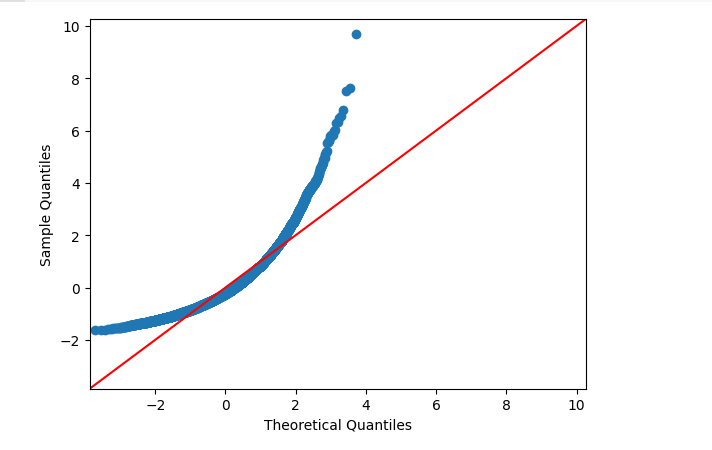 10
8
6
4
2
0
−2
Sample Quantiles
−2 0 2 4 6 8 10
Theoretical Quantiles